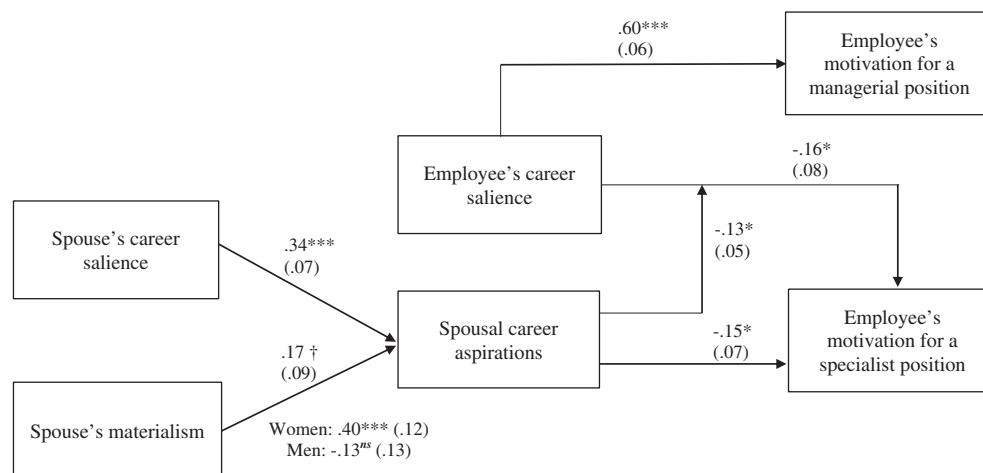 .60***
(.06)
Employee's
motivation for a
managerial position
Employee's career
salience
-.16*
(.08)
Spouse's career
salience
.34***
(.07)
-.13*
(.05)
Spousal career
aspirations
-.15*
(.07)
Employee's
motivation for a
specialist position
.17 †
(.09)
Spouse's materialism
Women: .40*** (.12)
Men: -.13ns (.13)